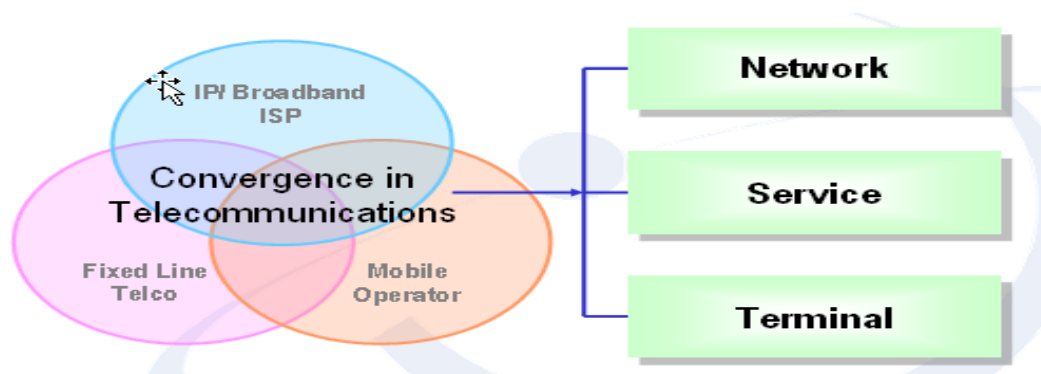 IP/ Broadband
ISP
Convergence in
Telecommunications
Fixed Line
Telco
Mobile
Operator
Network
Service
Terminal